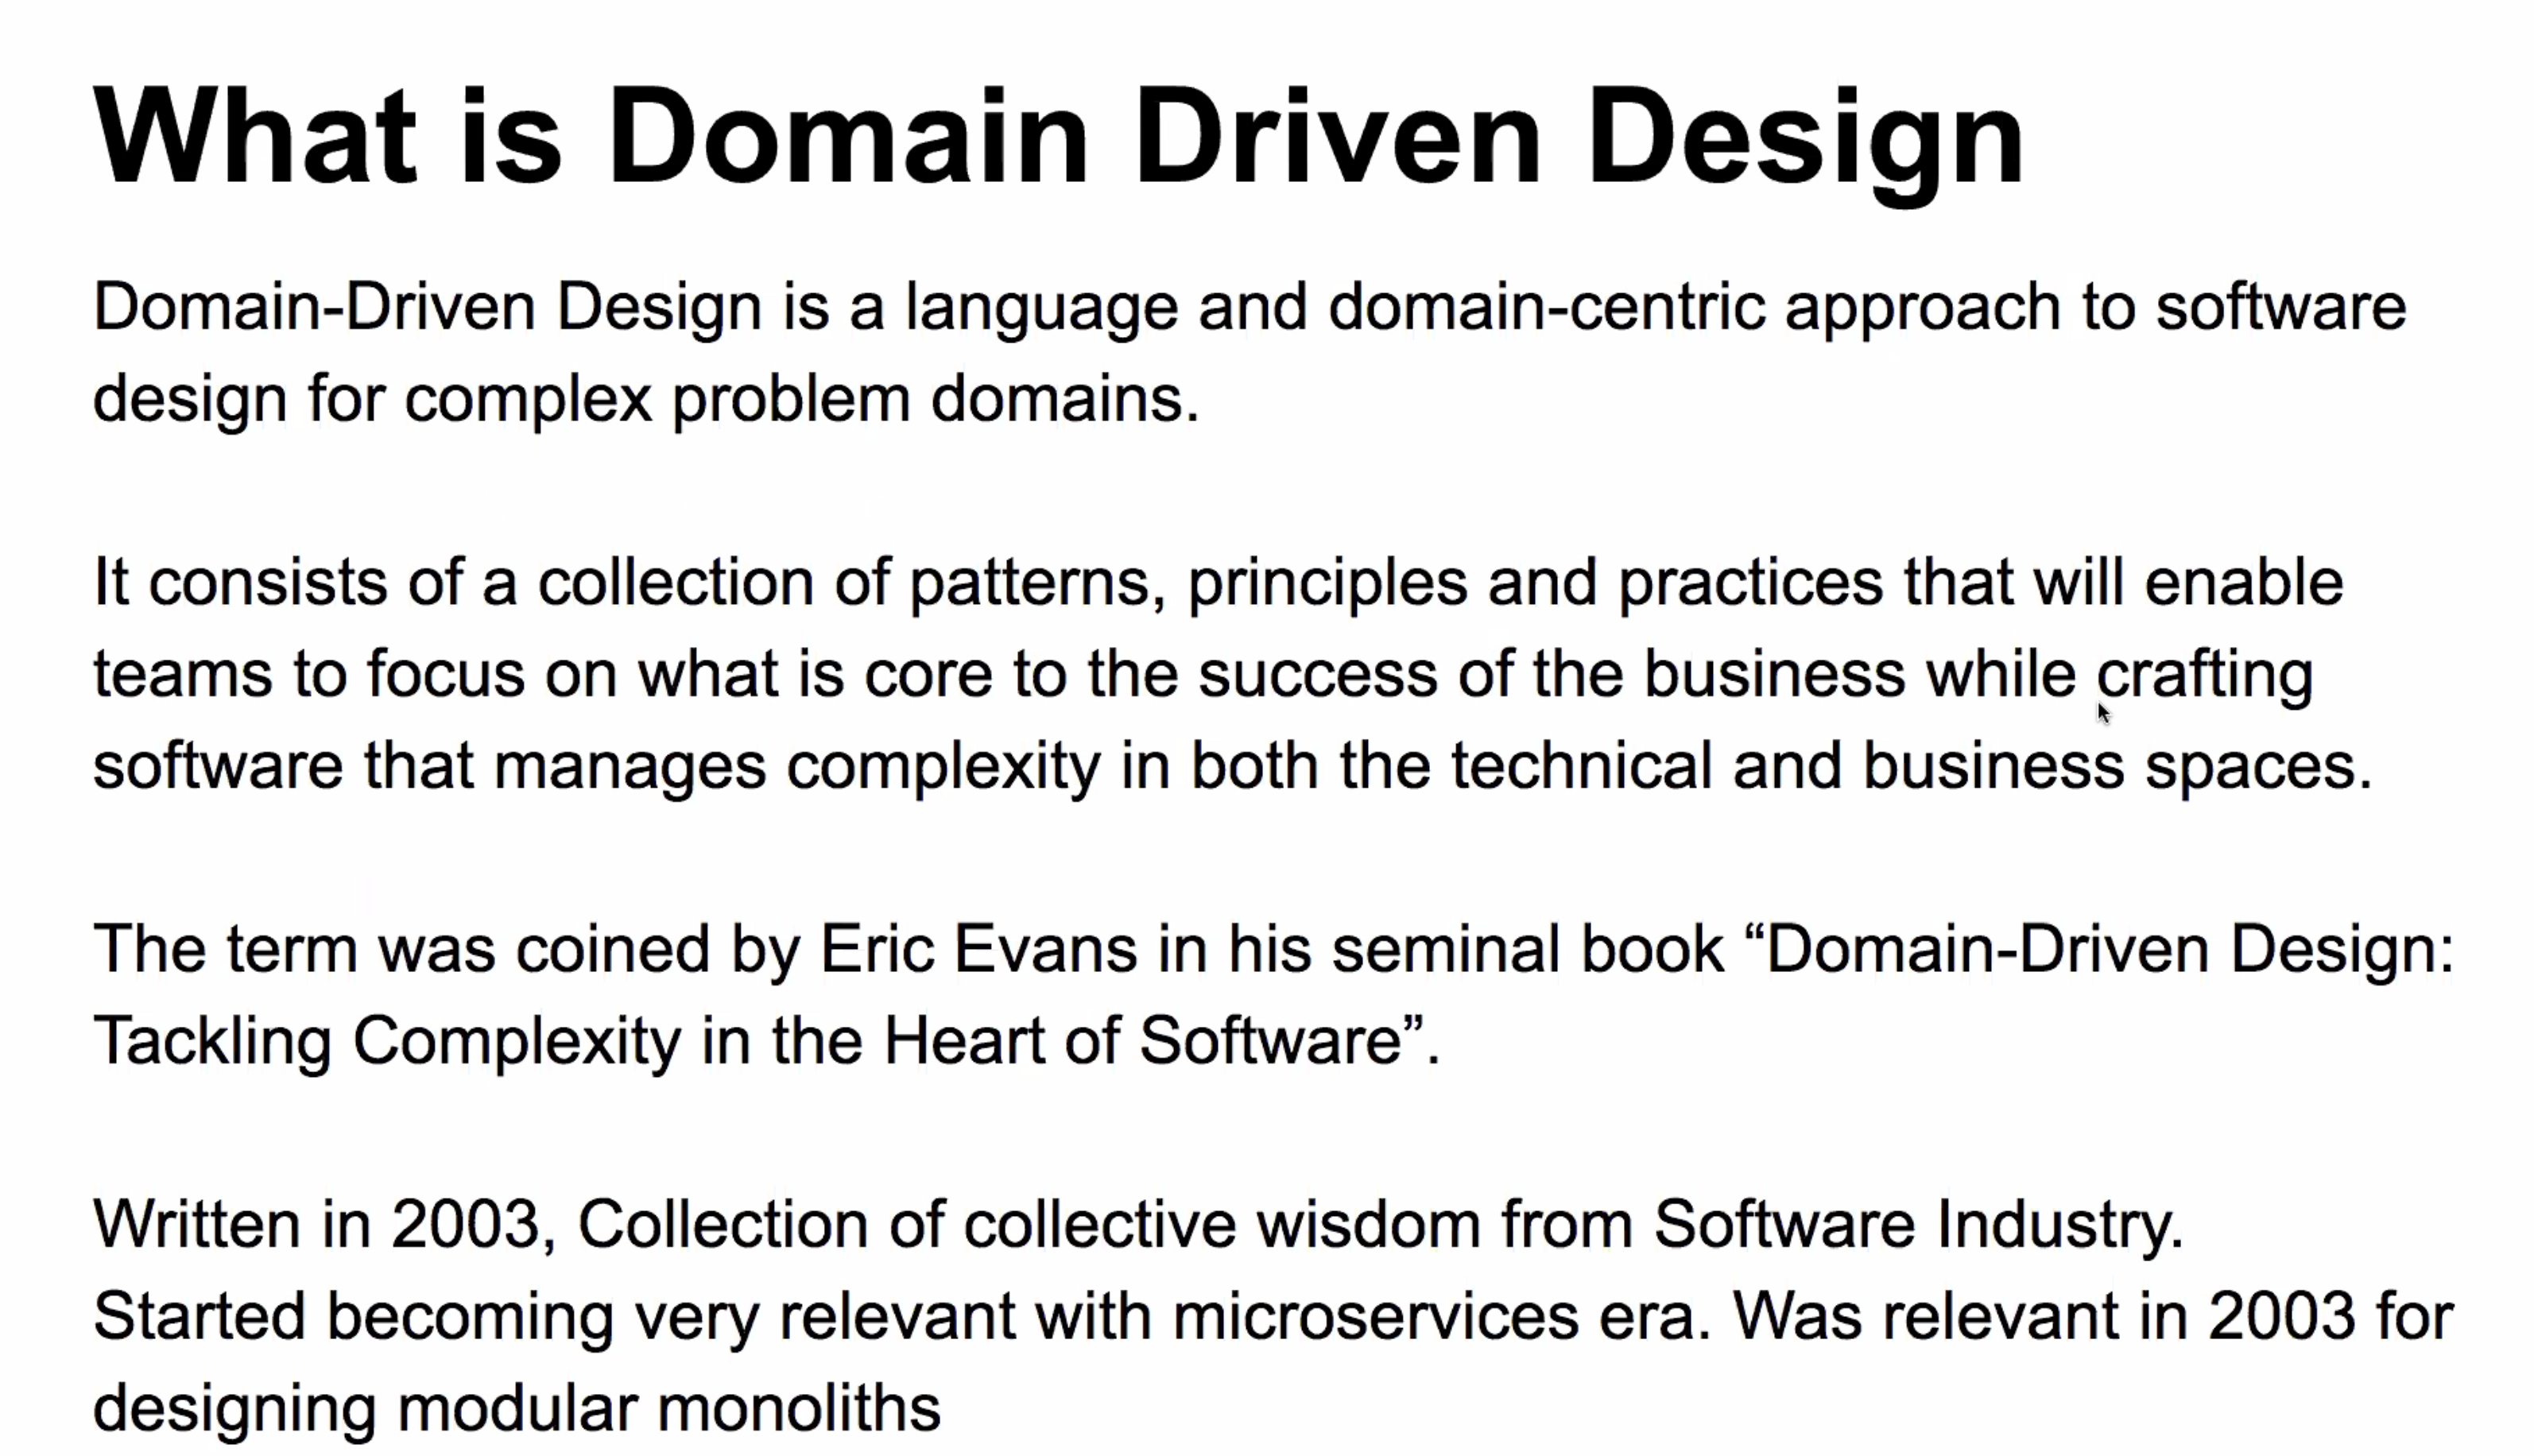 What is Domain Driven Design
Domain-Driven Design is a language and domain-centric approach to software
design for complex problem domains.
It consists of a collection of patterns, principles and practices that will enable
teams to focus on what is core to the success of the business while crafting
software that manages complexity in both the technical and business spaces.
The term was coined by Eric Evans in his seminal book “Domain-Driven Design:
Tackling Complexity in the Heart of Software”.
Written in 2003, Collection of collective wisdom from Software Industry.
Started becoming very relevant with microservices era. Was relevant in 2003 for
designing modular monoliths